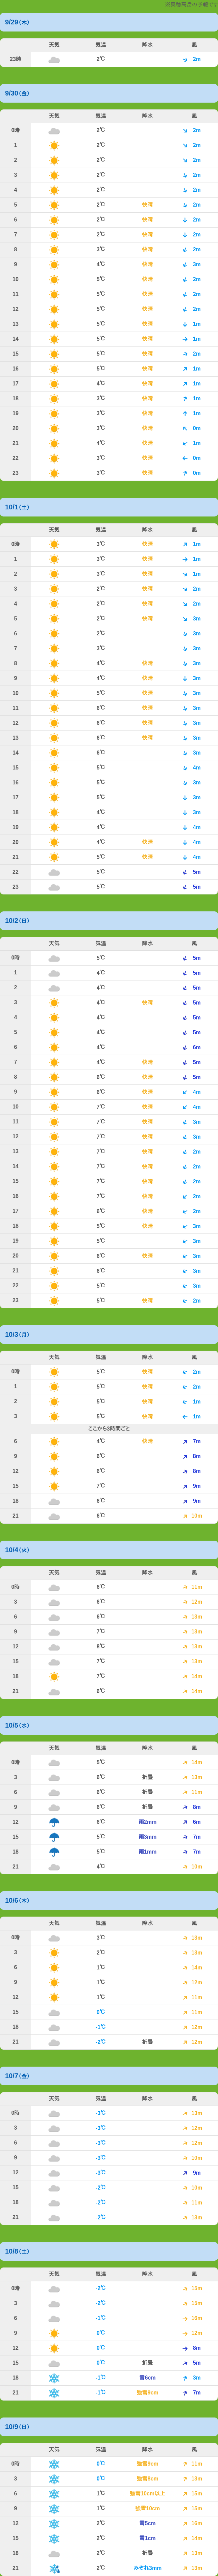 の予報です
9/29(木)
天気 気温 降水 風
23時 2℃ 2m
9/30(金)
天気 気温 降水 風
0時 2℃ 2m
1 2℃ 2m
2 2℃ 2m
3 2℃ 2m
4 2℃ 2m
5 2℃ 快晴 2m
6 2℃ 快晴 2m
7 2℃ 快晴 2m
8 3℃ 快晴 2m
9 4℃ 快晴 3m
10 5℃ 快晴 2m
11 5℃ 快晴 2m
12 5℃ 快晴 2m
13 5℃ 快晴 1m
14 5℃ 快晴 1m
15 5℃ 快晴 2m
16 5℃ 快晴 1m
17 4℃ 快晴 1m
18 3℃ 快晴 1m
19 3℃ 快晴 1m
20 3℃ 快晴 0m
21 4℃ 快晴 1m
22 3℃ 快晴 0m
23 3℃ 快晴 0m
10/1(土)
天気 気温 降水 風
0時 3℃ 快晴 1m
1 3℃ 快晴 1m
2 3℃ 快晴 1m
3 2℃ 快晴 2m
4 2℃ 快晴 2m
5 2℃ 快晴 3m
6 2℃ 3m
7 3℃ 3m
8 4℃ 快晴 3m
9 4℃ 快晴 3m
10 5℃ 快晴 3m
11 6℃ 快晴 3m
12 6℃ 快晴 3m
13 6℃ 快晴 3m
14 6℃ 3m
15 5℃ 4m
16 5℃ 3m
17 5℃ 3m
18 4℃ 3m
19 4℃ 4m
20 4℃ 快晴 4m
21 5℃ 快晴 4m
22 5℃ 5m
23 5℃ 5m
10/2(日)
天気 気温 降水 風
0時 5℃ 5m
1 4℃ 5m
2 4℃ 5m
3 4℃ 快晴 5m
4 4℃ 5m
5 4℃ 5m
6 4℃ 6m
7 4℃ 快晴 5m
8 6℃ 快晴 5m
9 6℃ 快晴 4m
10 7℃ 快晴 4m
11 7℃ 快晴 3m
12 7℃ 快晴 3m
13 7℃ 快晴 2m
14 7℃ 快晴 2m
15 7℃ 快晴 2m
16 7℃ 快晴 2m
17 6℃ 快晴 2m
18 5℃ 快晴 3m
19 5℃ 3m
20 6℃ 快晴 3m
21 6℃ 3m
22 5℃ 3m
23 5℃ 快晴 2m
10/3(月)
天気 気温 降水 風
0時 5℃ 快晴 2m
1 5℃ 快晴 2m
2 5℃ 快晴 1m
3 5℃ 快晴 1m
ここから3時間ごと
6 4℃ 快晴 7m
9 6℃ 8m
12 6℃ 8m
15 7℃ 9m
18 6℃ 9m
21 6℃ 10m
10/4(火)
天気 気温 降水 風
0時 6℃ 11m
3 6℃ 12m
6 6℃ 13m
9 7℃ 13m
12 8℃ 13m
15 7℃ 13m
18 7℃ 14m
21 6℃ 14m
10/5(水)
天気 気温 降水 風
0時 5℃ 14m
3 6℃ 折曇 13m
6 6℃ 折曇 11m
9 6℃ 折曇 8m
12 6℃ 雨2mm 6m
15 5℃ 雨3mm 7m
18 5℃ 雨1mm 7m
21 4℃ 10m
10/6(木)
天気 気温 降水 風
0時 3℃ 13m
3 2℃ 13m
6 1℃ 14m
9 1℃ 12m
12 1℃ 11m
15 0℃ 11m
18 -1℃ 12m
21 -2℃ 折曇 12m
10/7(金)
天気 気温 降水 風
0時 -3℃ 12m
3 -3℃ 12m
6 -3℃ 12m
9 -3℃ 10m
12 -3℃ 9m
15 -2℃ 10m
18 -2℃ 11m
21 -2℃ 13m
10/8(土)
天気 気温 降水 風
0時 -2℃ 15m
3 -2℃ 15m
6 -1℃ 16m
9 0℃ 12m
12 0℃ 8m
15 0℃ 折曇 5m
18 -1℃ 雪6cm 3m
21 -1℃ 強雪9cm 7m
10/9(日)
天気 気温 降水 風
0時 0℃ 強雪9cm 11m
3 0℃ 強雪8cm 13m
6 1℃ 強雪10cm以上 15m
9 1℃ 強雪10cm 15m
12 2℃ 雪5cm 16m
15 2℃ 雪1cm 14m
18 2℃ 折曇 12m
21 2℃ みぞれ3mm 13m